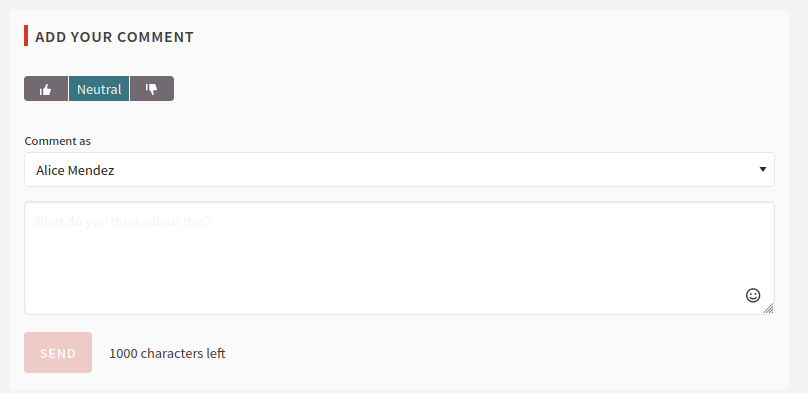 ADD YOUR COMMENT
Neutral
Comment as
Alice Mendez
What do you think about this?
SEND 1000 characters left